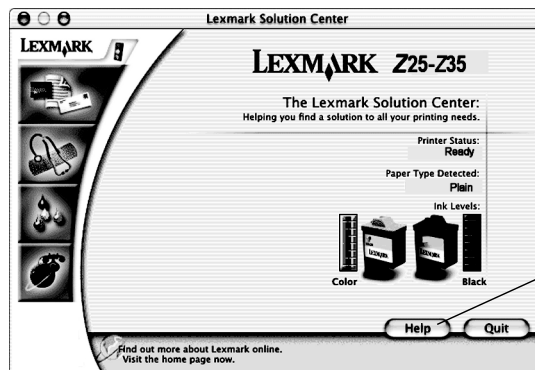 Lexmark Solution Center
LEXMARK
LEXMARK Z25-Z35
The Lexmark Solution Center:
Helping you find a solution to all your printing needs.
Printer Status:
Ready
Paper Type Detected:
Plain
Ink Levels:
LEXMARK LEXMARK
Color Black
Help Quit
Find out more about Lexmark online.
Visit the home page now.